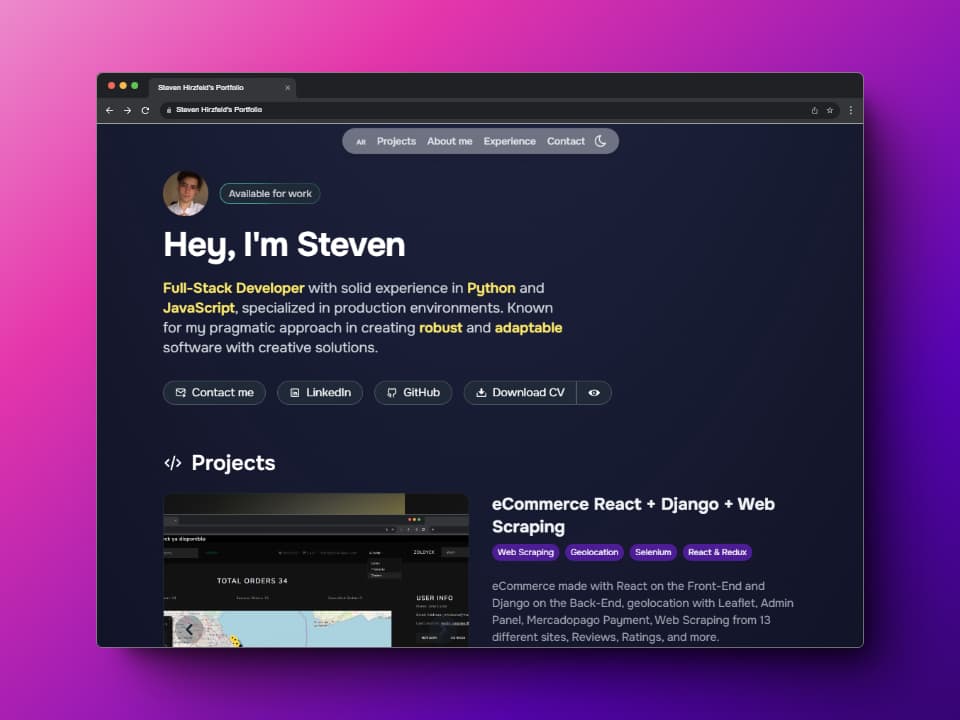 Steven Hirzfeld's Portfolio
Steven Hirzfeld's Portfolio
AR Projects About me Experience Contact
Available for work
Hey, I'm Steven
Full-Stack Developer with solid experience in Python and
JavaScript, specialized in production environments. Known
for my pragmatic approach in creating robust and adaptable
software with creative solutions.
Contact me LinkedIn GitHub Download CV
</> Projects
eCommerce React + Django + Web
Scraping
Web Scraping Geolocation Selenium React & Redux
eCommerce made with React on the Front-End and
Django on the Back-End, geolocation with Leaflet, Admin
Panel, Mercadopago Payment, Web Scraping from 13
different sites, Reviews, Ratings, and more.
ck ya disponible
ZOLDYCK
TOTAL ORDERS 34
USER INFO